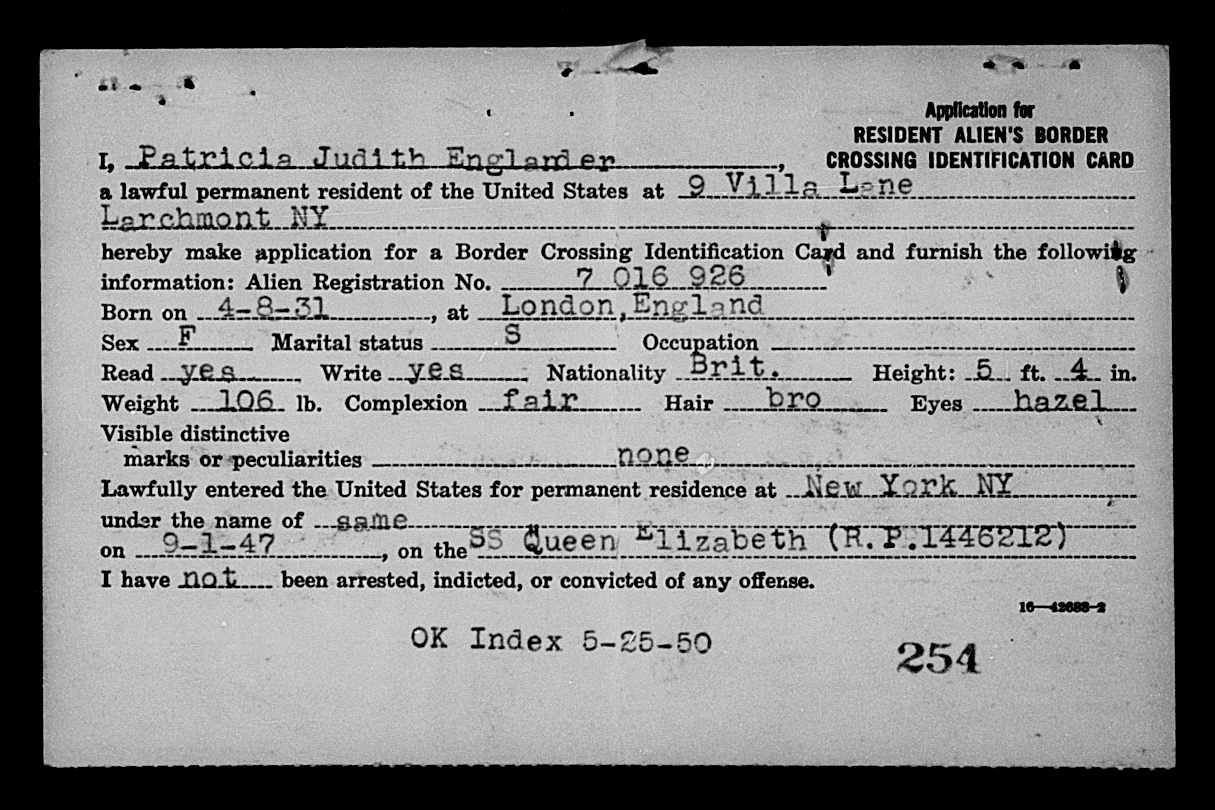 Application for
RESIDENT ALIEN'S BORDER
CROSSING IDENTIFICATION CARD
I, Patricia Judith Englander,
a lawful permanent resident of the United States at 9 Villa Lane
Larchmont NY
hereby make application for a Border Crossing Identification Card and furnish the following
information: Alien Registration No. 7 016 926
Born on 4-8-31, at London, England
Sex F Marital status S Occupation
Read yes Write yes Nationality Brit. Height: 5 ft. 4 in.
Weight 106 lb. Complexion fair Hair bro Eyes hazel
Visible distinctive
marks or peculiarities none
Lawfully entered the United States for permanent residence at New York NY
under the name of same
on 9-1-47, on the SS Queen Elizabeth (R.P.1446212)
I have not been arrested, indicted, or convicted of any offense.
16—42688-2
OK Index 5-25-50
254